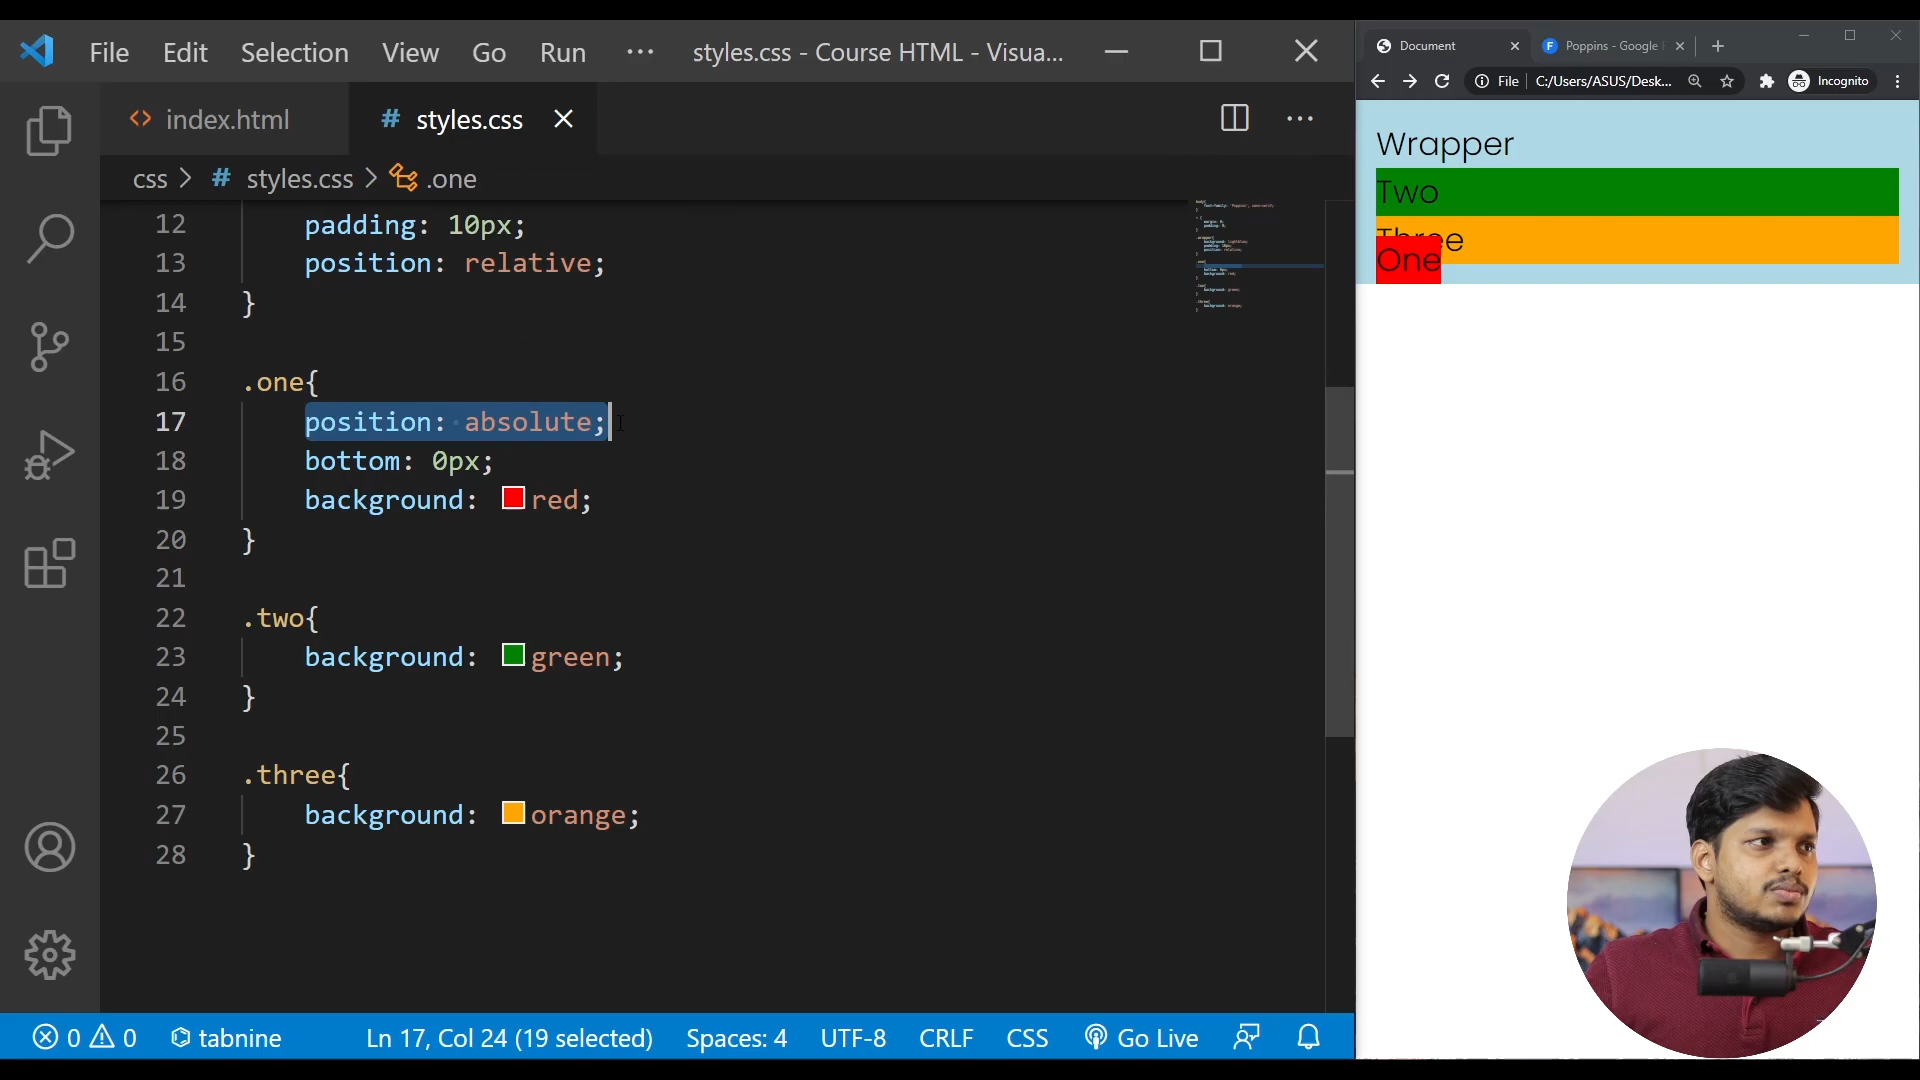 File Edit Selection View Go Run ··· styles.css - Course HTML - Visua...
index.html # styles.css
css > # styles.css > .one
12 padding: 10px;
13 position: relative;
14 }
15
16 .one{
17 position: absolute;
18 bottom: 0px;
19 background: red;
20 }
21
22 .two{
23 background: green;
24 }
25
26 .three{
27 background: orange;
28 }
0 0 tabnine Ln 17, Col 24 (19 selected) Spaces: 4 UTF-8 CRLF CSS Go Live
Document Poppins - Google
File C:/Users/ASUS/Desk... Incognito
Wrapper
Two
Three
One